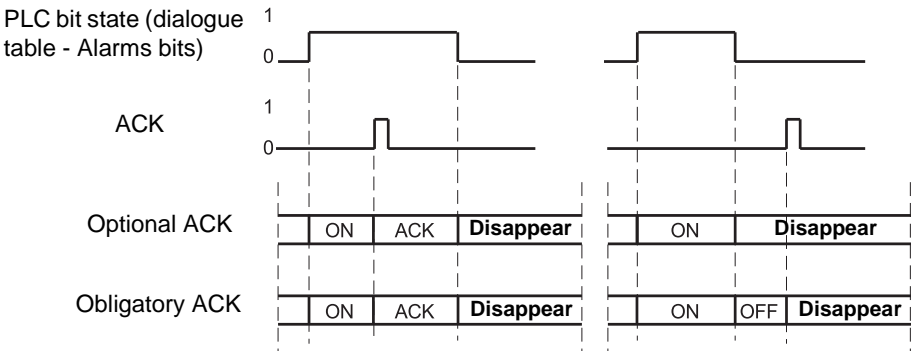 PLC bit state (dialogue
table - Alarms bits)
1
0
ACK
1
0
Optional ACK
ON
ACK
Disappear
ON
Disappear
Obligatory ACK
ON
ACK
Disappear
ON
OFF
Disappear